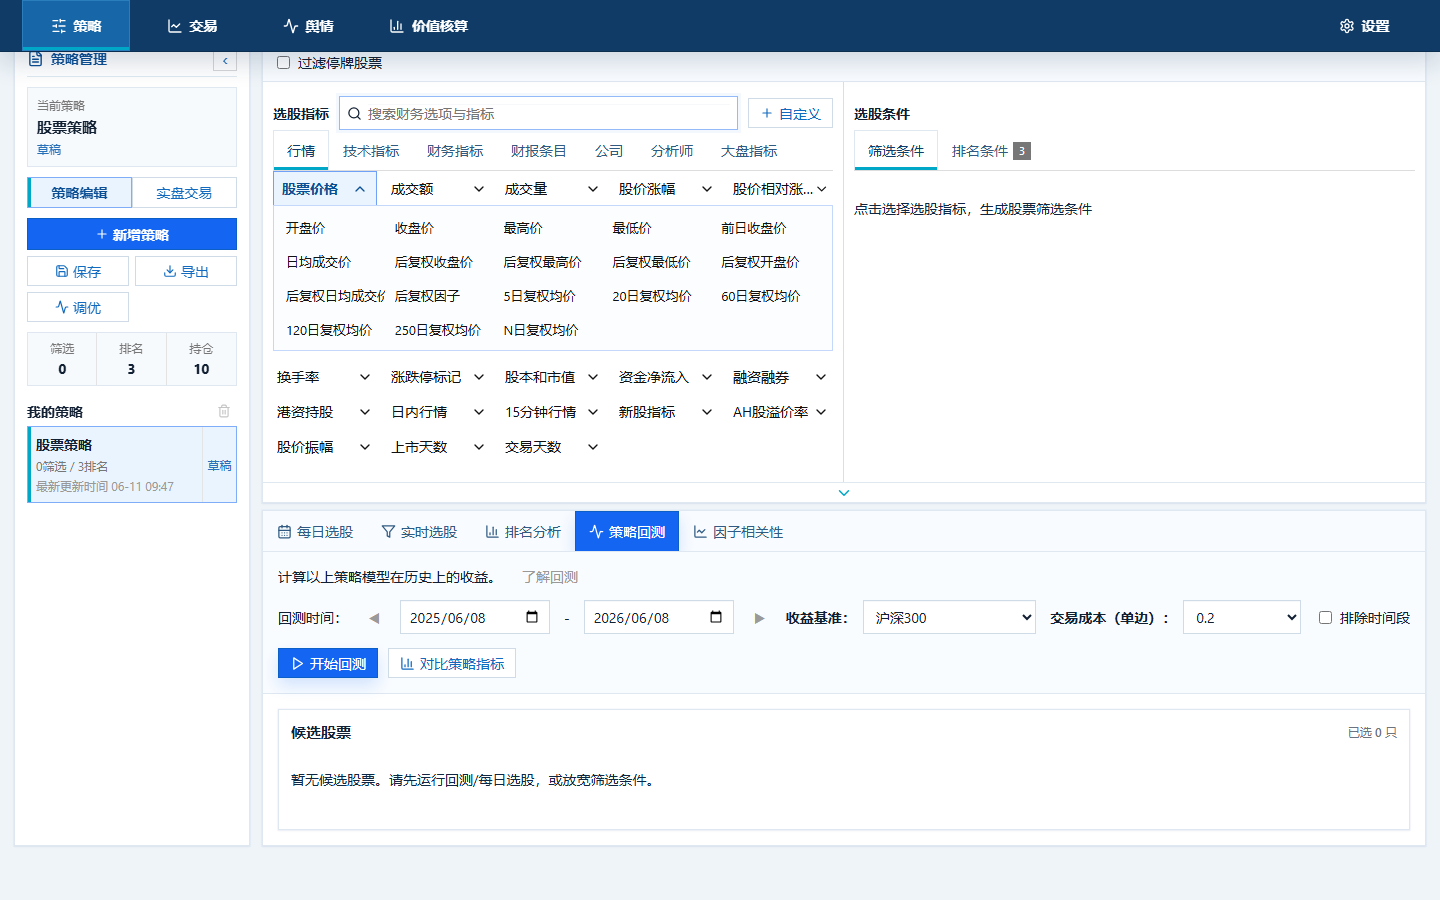 策略
交易
舆情
价值核算
设置
策略管理
当前策略
股票策略
草稿
策略编辑
实盘交易
新增策略
保存
导出
调优
筛选
排名
持仓
0
3
10
我的策略
股票策略
0筛选 / 3排名
最新更新时间 06-11 09:47
草稿
过滤停牌股票
选股指标
搜索财务选项与指标
自定义
行情
技术指标
财务指标
财报条目
公司
分析师
大盘指标
股票价格
成交额
成交量
股价涨幅
股价相对涨...
开盘价
收盘价
最高价
最低价
前日收盘价
日均成交价
后复权收盘价
后复权最高价
后复权最低价
后复权开盘价
后复权日均成交价
后复权因子
5日复权均价
20日复权均价
60日复权均价
120日复权均价
250日复权均价
N日复权均价
换手率
涨跌停标记
股本和市值
资金净流入
融资融券
港资持股
日内行情
15分钟行情
新股指标
AH股溢价率
股价振幅
上市天数
交易天数
选股条件
筛选条件
排名条件 3
点击选择选股指标，生成股票筛选条件
每日选股
实时选股
排名分析
策略回测
因子相关性
计算以上策略模型在历史上的收益。
了解回测
回测时间：
2025/06/08
-
2026/06/08
收益基准：
沪深300
交易成本（单边）：
0.2
排除时间段
开始回测
对比策略指标
候选股票
已选 0 只
暂无候选股票。请先运行回测/每日选股，或放宽筛选条件。